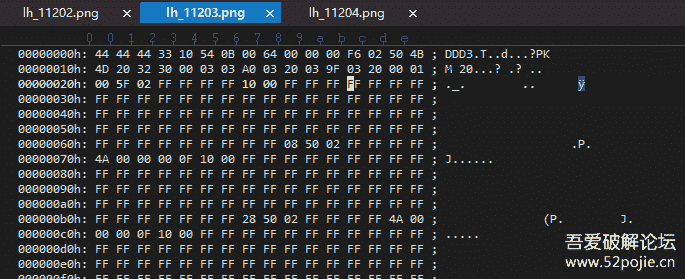 lh_11202.png × lh_11203.png × lh_11204.png ×
0 0 0 0 0 0 0 0 0 0 a b c d e
00000000h: 44 44 44 33 10 54 0B 00 64 00 00 00 F6 02 50 4B ; DDD3.T..d...?PK
00000010h: 4D 20 32 30 00 03 03 A0 03 20 03 9F 03 20 00 01 ; M 20...? .? ..
00000020h: 00 5F 02 FF FF FF FF 10 00 FF FF FF FF FF FF FF ; ._. .. ÿ
00000030h: FF FF FF FF FF FF FF FF FF FF FF FF FF FF FF FF ;
00000040h: FF FF FF FF FF FF FF FF FF FF FF FF FF FF FF FF ;
00000050h: FF FF FF FF FF FF FF FF FF FF FF FF FF FF FF FF ;
00000060h: FF FF FF FF FF FF FF FF FF 08 50 02 FF FF FF FF ; .P.
00000070h: 4A 00 00 00 0F 10 00 FF FF FF FF FF FF FF FF FF ; J......
00000080h: FF FF FF FF FF FF FF FF FF FF FF FF FF FF FF FF ;
00000090h: FF FF FF FF FF FF FF FF FF FF FF FF FF FF FF FF ;
000000a0h: FF FF FF FF FF FF FF FF FF FF FF FF FF FF FF FF ;
000000b0h: FF FF FF FF FF FF FF 28 50 02 FF FF FF FF 4A 00 ; (P. J.
000000c0h: 00 00 0F 10 00 FF FF FF FF FF FF FF FF FF FF FF ; .....
000000d0h: FF FF FF FF FF FF FF FF FF FF FF FF FF FF FF FF ;
000000e0h: FF FF FF FF FF FF FF FF FF FF FF FF FF FF FF FF ;
吾爱破解论坛
www.52pojie.cn